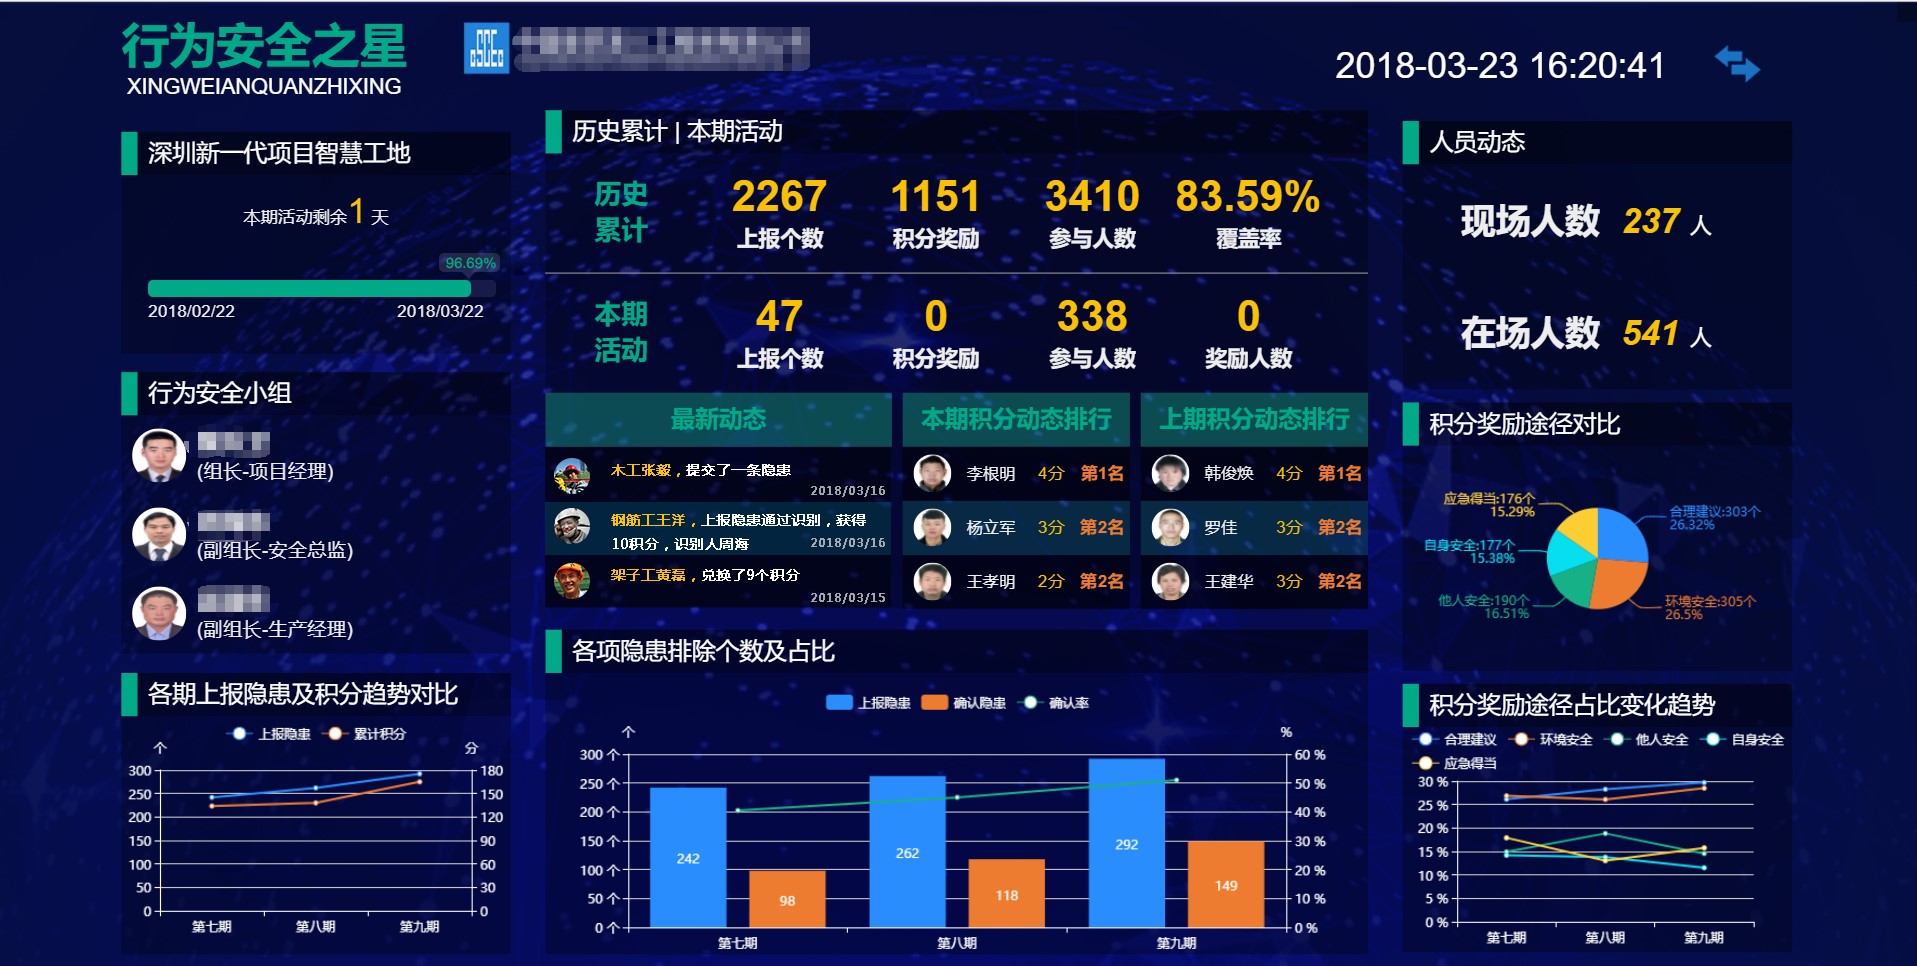 行为安全之星
XINGWEIANQUANZHIXING
CSCEC
2018-03-23 16:20:41
深圳新一代项目智慧工地
本期活动剩余1 天
96.69%
2018/02/22 2018/03/22
行为安全小组
(组长-项目经理)
(副组长-安全总监)
(副组长-生产经理)
各期上报隐患及积分趋势对比
上报隐患 累计积分
个 分
300 180
250 150
200 120
150 90
100 60
50 30
0 0
第七期 第八期 第九期
历史累计 | 本期活动
历史
累计
2267 1151 3410 83.59%
上报个数 积分奖励 参与人数 覆盖率
本期
活动
47 0 338 0
上报个数 积分奖励 参与人数 奖励人数
最新动态
木工张毅，提交了一条隐患
2018/03/16
钢筋工王洋，上报隐患通过识别，获得
10积分，识别人周海
2018/03/16
架子工黄磊，兑换了9个积分
2018/03/15
本期积分动态排行
李根明 4分 第1名
杨立军 3分 第2名
王孝明 2分 第2名
上期积分动态排行
韩俊焕 4分 第1名
罗佳 3分 第2名
王建华 3分 第2名
各项隐患排除个数及占比
上报隐患 确认隐患 确认率
个 %
300 个 60 %
250 个 50 %
200 个 40 %
150 个 30 %
100 个 20 %
50 个 10 %
0 个 0 %
242 98 262 118 292 149
第七期 第八期 第九期
人员动态
现场人数 237 人
在场人数 541 人
积分奖励途径对比
应急得当:176个
15.29%
合理建议:303个
26.32%
自身安全:177个
15.38%
他人安全:190个
16.51%
环境安全:305个
26.5%
积分奖励途径占比变化趋势
合理建议 环境安全 他人安全 自身安全
应急得当
30 %
25 %
20 %
15 %
10 %
5 %
0 %
第七期 第八期 第九期